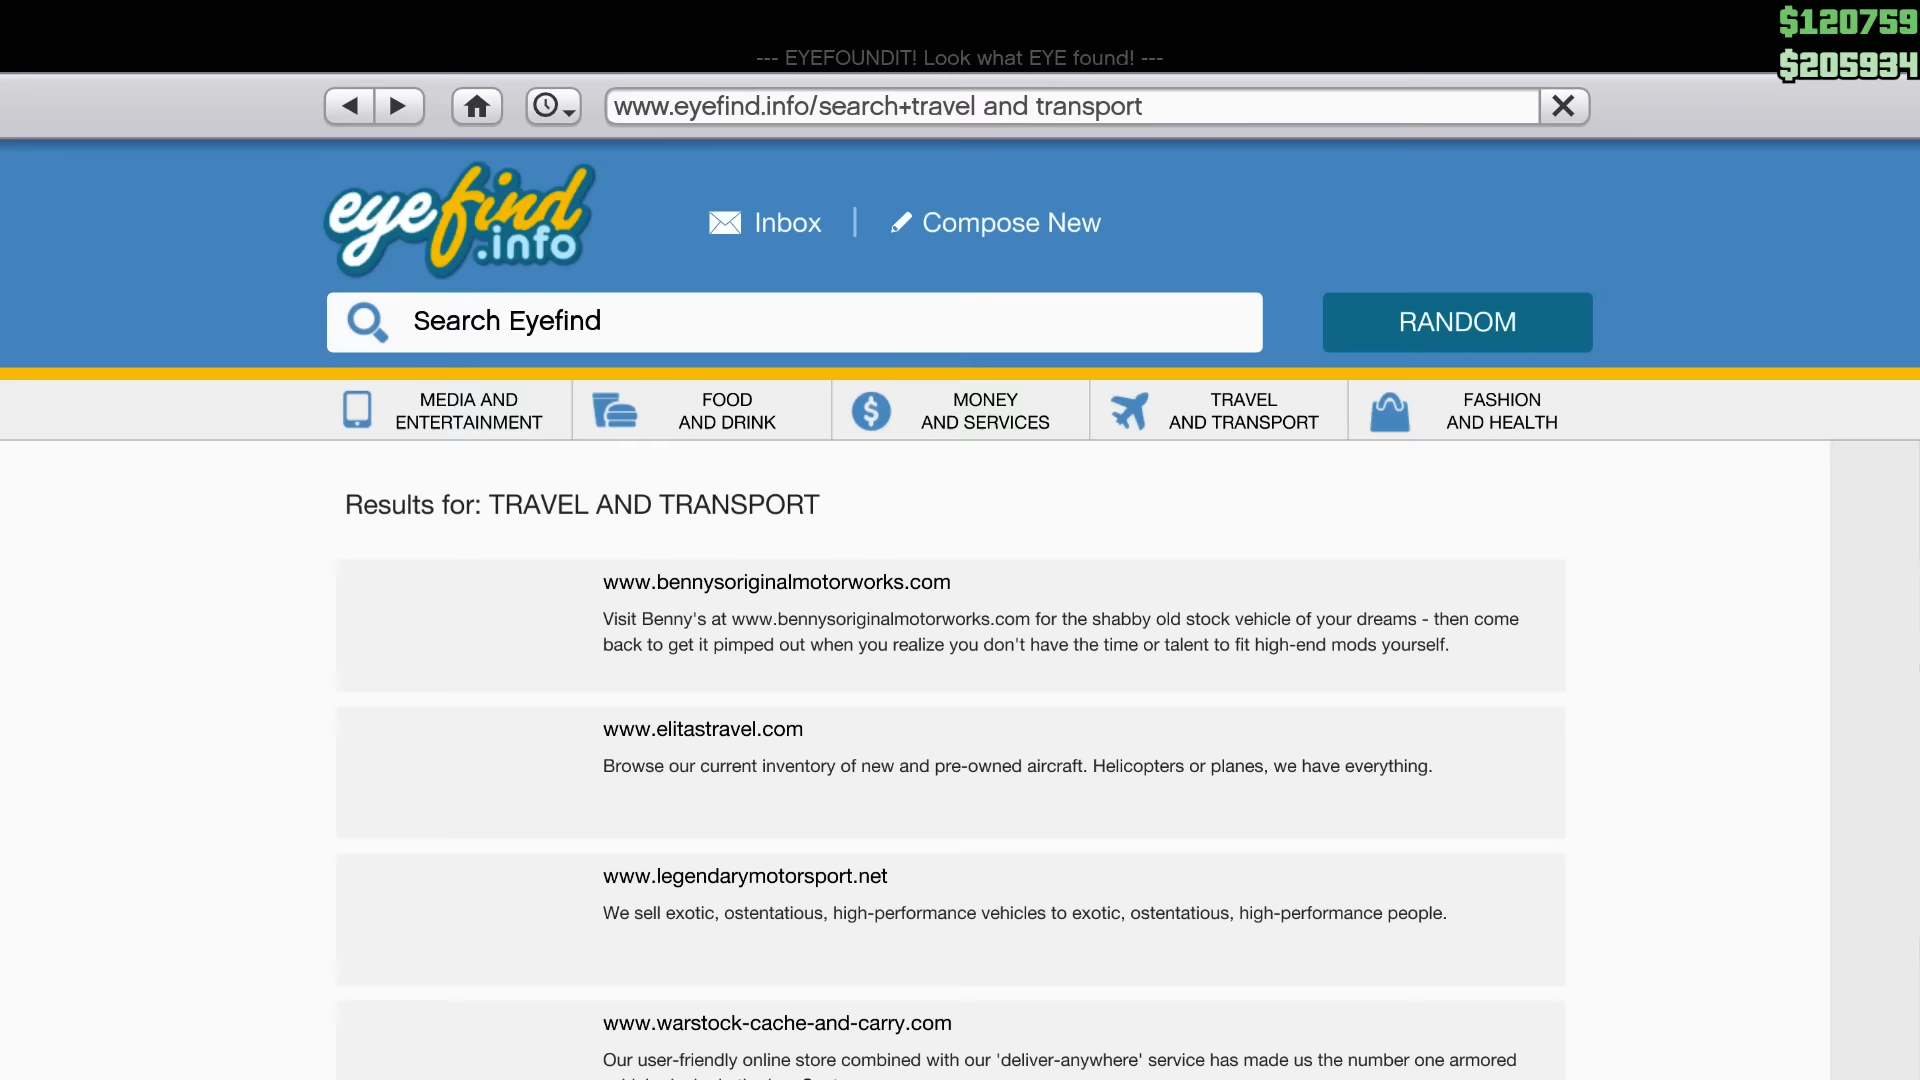 $120759
--- EYEFOUNDIT! Look what EYE found! ---
$205934
www.eyefind.info/search+travel and transport
eyefind
.info
Inbox
Compose New
Search Eyefind
RANDOM
MEDIA AND
ENTERTAINMENT
FOOD
AND DRINK
MONEY
AND SERVICES
TRAVEL
AND TRANSPORT
FASHION
AND HEALTH
Results for: TRAVEL AND TRANSPORT
www.bennysoriginalmotorworks.com
Visit Benny's at www.bennysoriginalmotorworks.com for the shabby old stock vehicle of your dreams - then come
back to get it pimped out when you realize you don't have the time or talent to fit high-end mods yourself.
www.elitastravel.com
Browse our current inventory of new and pre-owned aircraft. Helicopters or planes, we have everything.
www.legendarymotorsport.net
We sell exotic, ostentatious, high-performance vehicles to exotic, ostentatious, high-performance people.
www.warstock-cache-and-carry.com
Our user-friendly online store combined with our 'deliver-anywhere' service has made us the number one armored